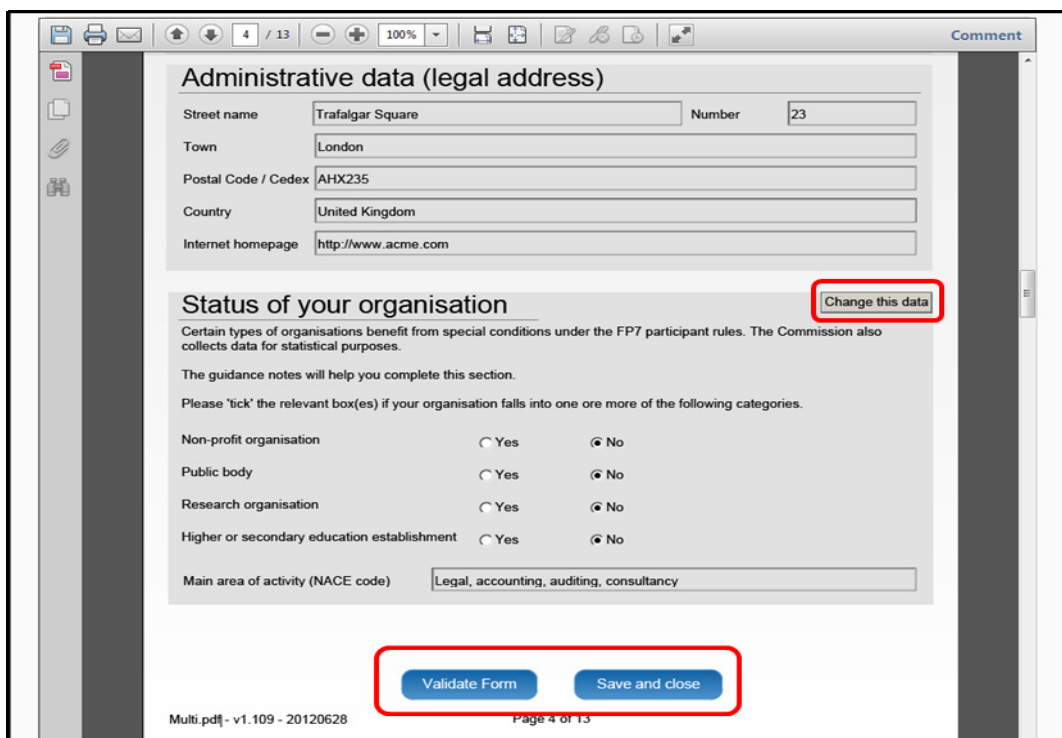 4 / 13 100% Comment
Administrative data (legal address)
Street name Trafalgar Square Number 23
Town London
Postal Code / Cedex AHX235
Country United Kingdom
Internet homepage http://www.acme.com
Status of your organisation Change this data
Certain types of organisations benefit from special conditions under the FP7 participant rules. The Commission also
collects data for statistical purposes.
The guidance notes will help you complete this section.
Please 'tick' the relevant box(es) if your organisation falls into one ore more of the following categories.
Non-profit organisation Yes No
Public body Yes No
Research organisation Yes No
Higher or secondary education establishment Yes No
Main area of activity (NACE code) Legal, accounting, auditing, consultancy
Validate Form Save and close
Multi.pdf - v1.109 - 20120628 Page 4 of 13